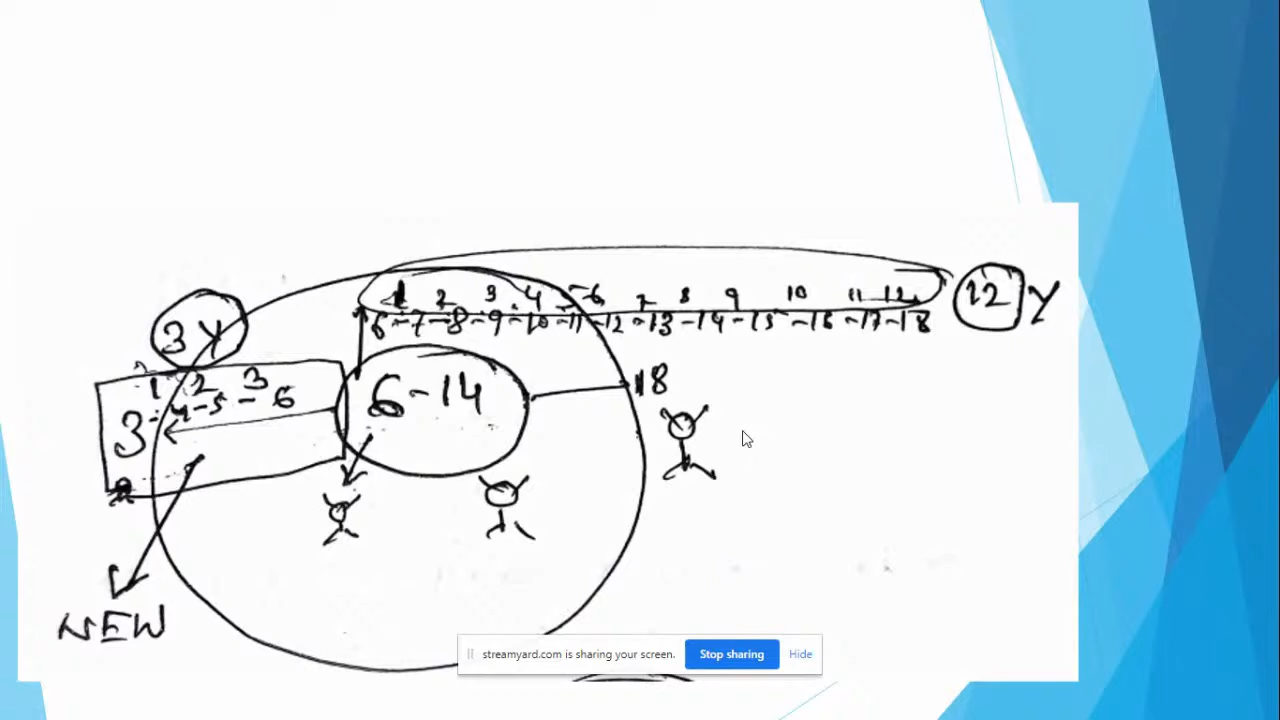 1 2 3 4 5 6 7 8 9 10 11 12
6-7-8-9-10-11-12-13-14-15-16-17-18
12 Y
3 Y
1 2 3
3-4-5-6
6-14
18
NEW
streamyard.com is sharing your screen. Stop sharing Hide